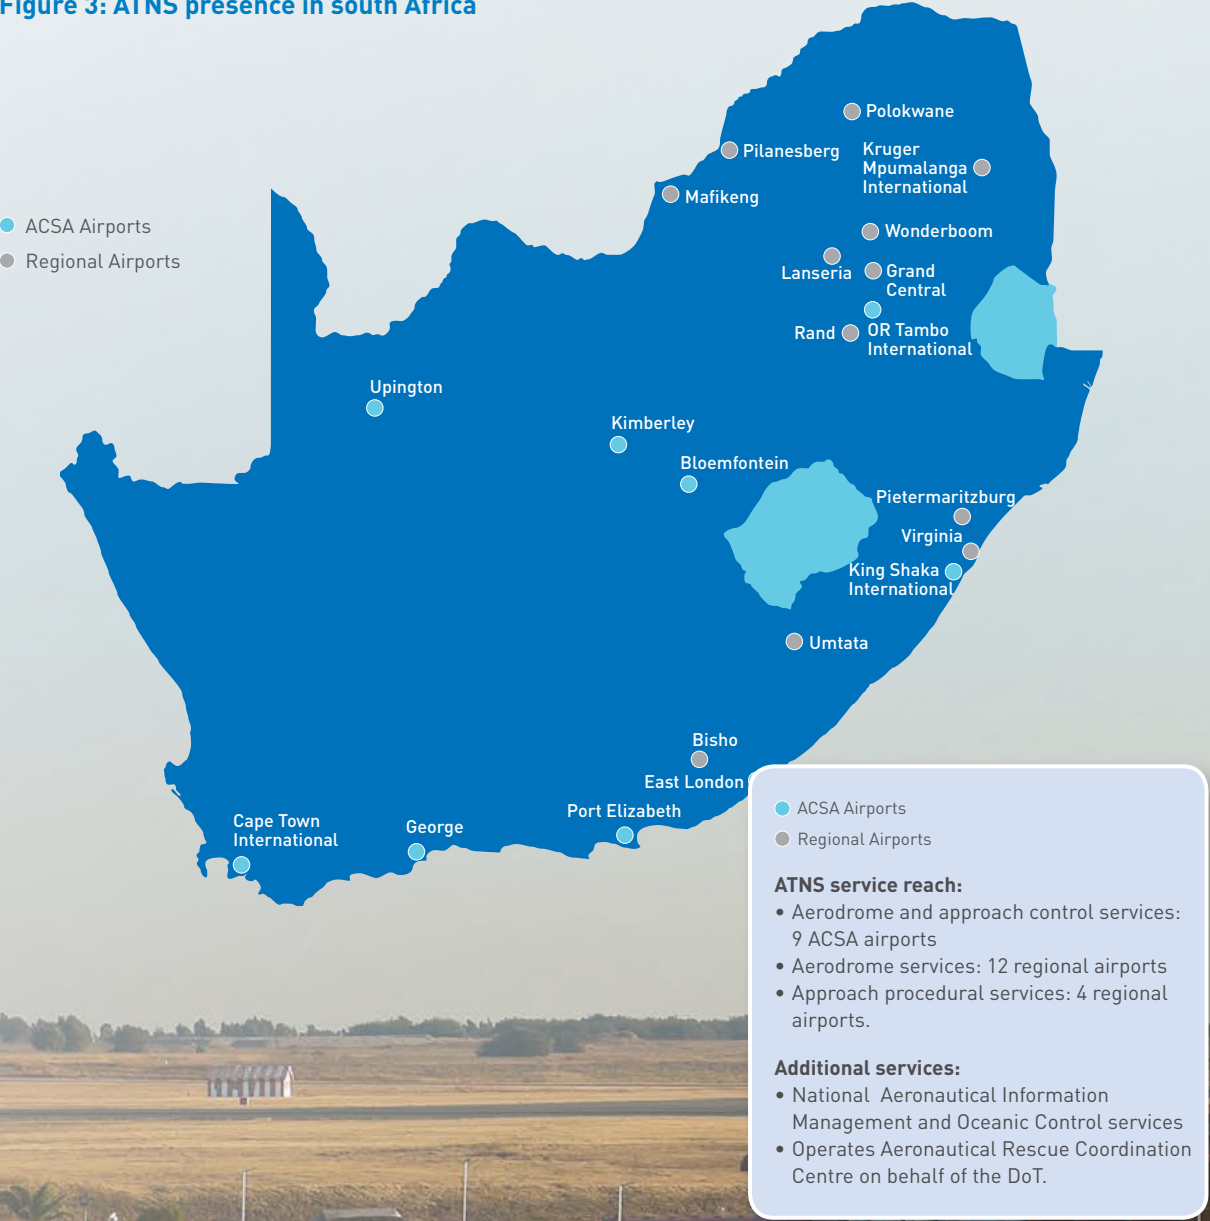 Figure 3: ATNS presence in south Africa
ACSA Airports
Regional Airports
Polokwane
Pilanesberg
Kruger
Mpumalanga
International
Mafikeng
Wonderboom
Lanseria
Grand
Central
Rand
OR Tambo
International
Upington
Kimberley
Bloemfontein
Pietermaritzburg
Virginia
King Shaka
International
Umtata
Bisho
East London
Port Elizabeth
Cape Town
International
George
ACSA Airports
Regional Airports
ATNS service reach:
• Aerodrome and approach control services:
9 ACSA airports
• Aerodrome services: 12 regional airports
• Approach procedural services: 4 regional
airports.
Additional services:
• National Aeronautical Information
Management and Oceanic Control services
• Operates Aeronautical Rescue Coordination
Centre on behalf of the DoT.